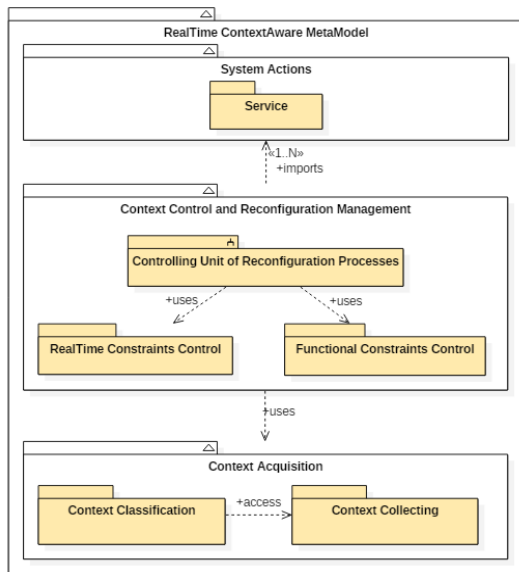 RealTime ContextAware MetaModel
System Actions
Service
«1..N»
+imports
Context Control and Reconfiguration Management
Controlling Unit of Reconfiguration Processes
+uses
+uses
RealTime Constraints Control
Functional Constraints Control
+uses
Context Acquisition
Context Classification
+access
Context Collecting